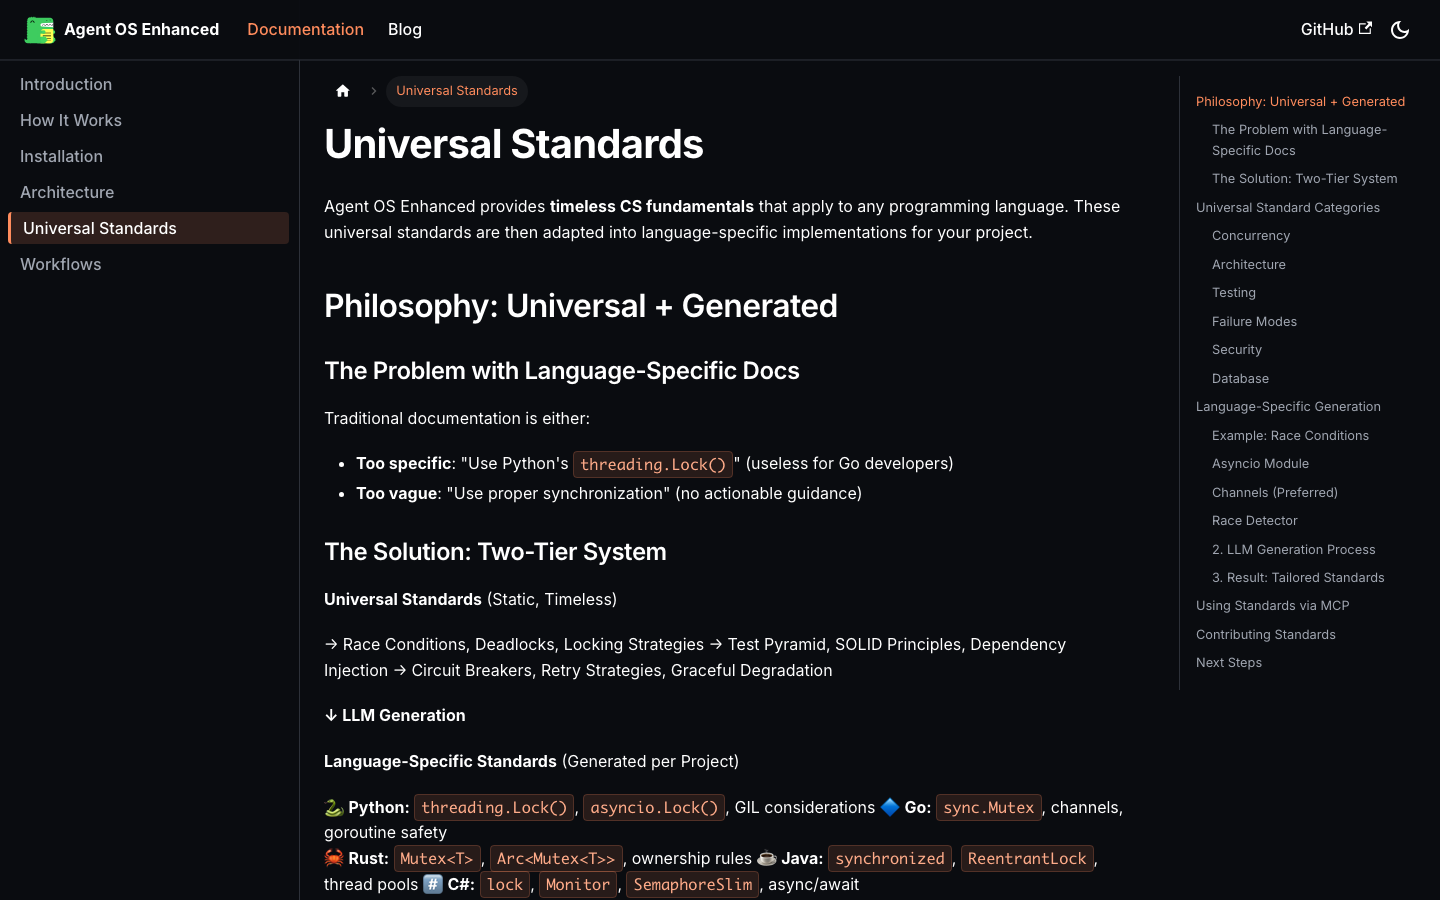 Agent OS Enhanced
Documentation
Blog
GitHub
Introduction
How It Works
Installation
Architecture
Universal Standards
Workflows
Universal Standards
Universal Standards
Agent OS Enhanced provides timeless CS fundamentals that apply to any programming language. These
universal standards are then adapted into language-specific implementations for your project.
Philosophy: Universal + Generated
The Problem with Language-Specific Docs
Traditional documentation is either:
• Too specific: "Use Python's threading.Lock()" (useless for Go developers)
• Too vague: "Use proper synchronization" (no actionable guidance)
The Solution: Two-Tier System
Universal Standards (Static, Timeless)
→ Race Conditions, Deadlocks, Locking Strategies → Test Pyramid, SOLID Principles, Dependency
Injection → Circuit Breakers, Retry Strategies, Graceful Degradation
↓ LLM Generation
Language-Specific Standards (Generated per Project)
🐍 Python: threading.Lock(), asyncio.Lock(), GIL considerations 🔷 Go: sync.Mutex, channels,
goroutine safety
🦀 Rust: Mutex<T>, Arc<Mutex<T>>, ownership rules ☕ Java: synchronized, ReentrantLock,
thread pools #️⃣ C#: lock, Monitor, SemaphoreSlim, async/await
Philosophy: Universal + Generated
The Problem with Language-
Specific Docs
The Solution: Two-Tier System
Universal Standard Categories
Concurrency
Architecture
Testing
Failure Modes
Security
Database
Language-Specific Generation
Example: Race Conditions
Asyncio Module
Channels (Preferred)
Race Detector
2. LLM Generation Process
3. Result: Tailored Standards
Using Standards via MCP
Contributing Standards
Next Steps